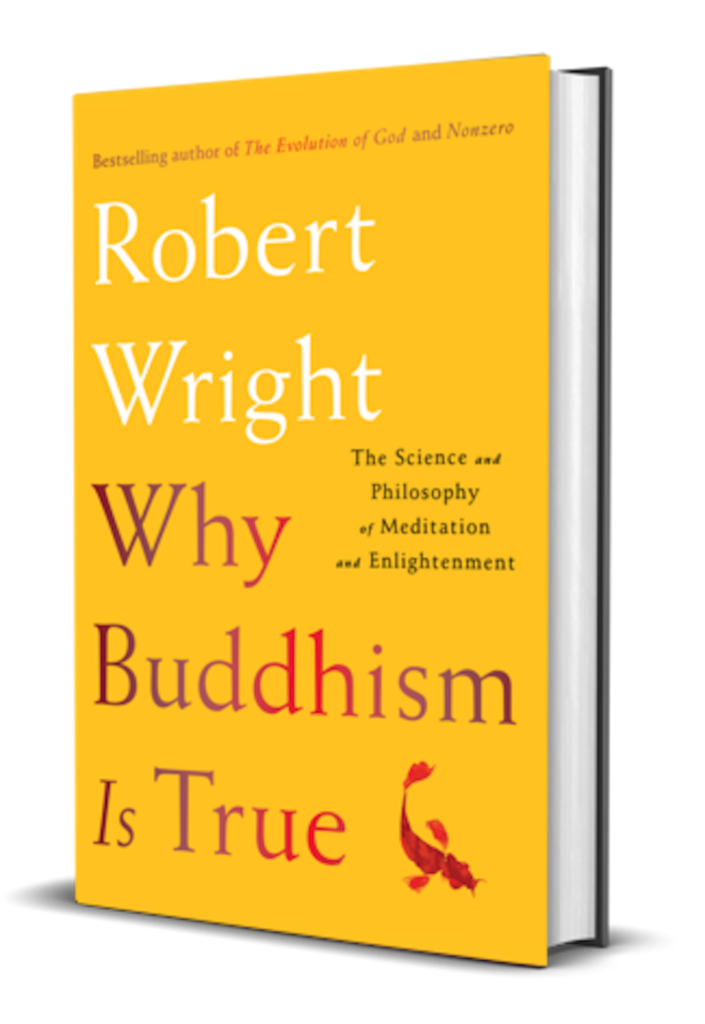 Bestselling author of The Evolution of God and Nonzero
Robert
Wright
The Science and
Philosophy
of Meditation
and Enlightenment
Why
Buddhism
Is True